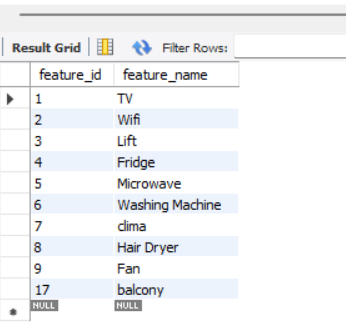 Result Grid Filter Rows:
feature_id feature_name
1 TV
2 Wifi
3 Lift
4 Fridge
5 Microwave
6 Washing Machine
7 clima
8 Hair Dryer
9 Fan
17 balcony
NULL NULL